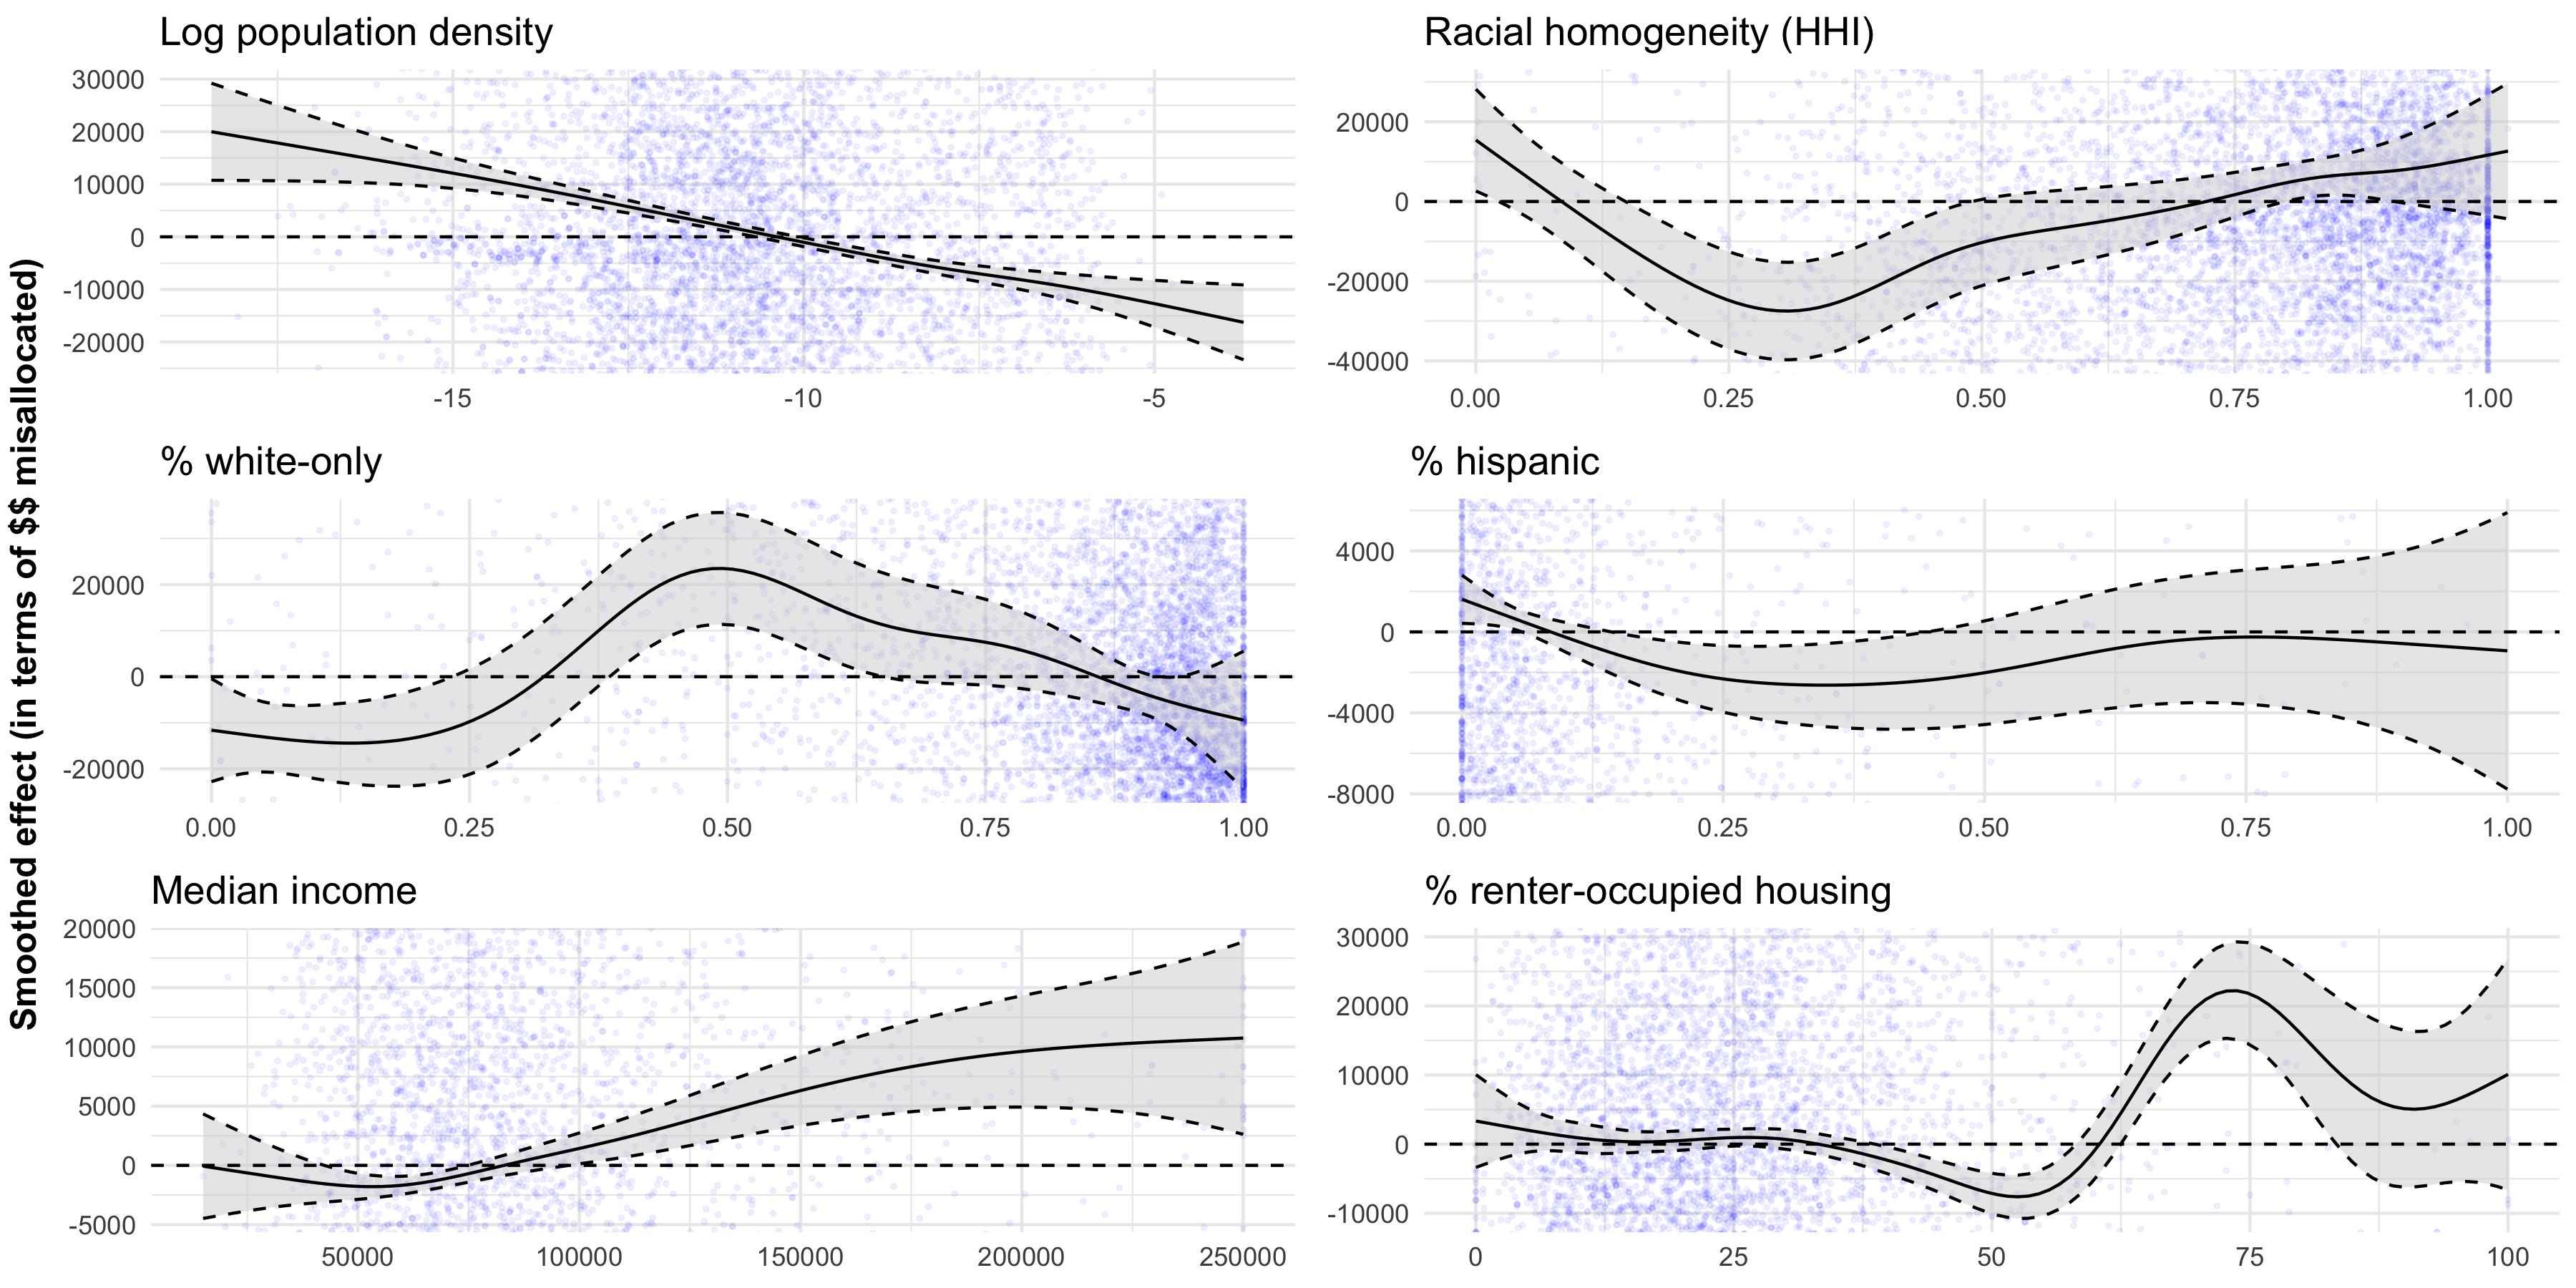 Smoothed effect (in terms of $$ misallocated)
Log population density
30000
20000
10000
0
-10000
-20000
-15 -10 -5
Racial homogeneity (HHI)
20000
0
-20000
-40000
0.00 0.25 0.50 0.75 1.00
% white-only
20000
0
-20000
0.00 0.25 0.50 0.75 1.00
% hispanic
4000
0
-4000
-8000
0.00 0.25 0.50 0.75 1.00
Median income
20000
15000
10000
5000
0
-5000
50000 100000 150000 200000 250000
% renter-occupied housing
30000
20000
10000
0
-10000
0 25 50 75 100